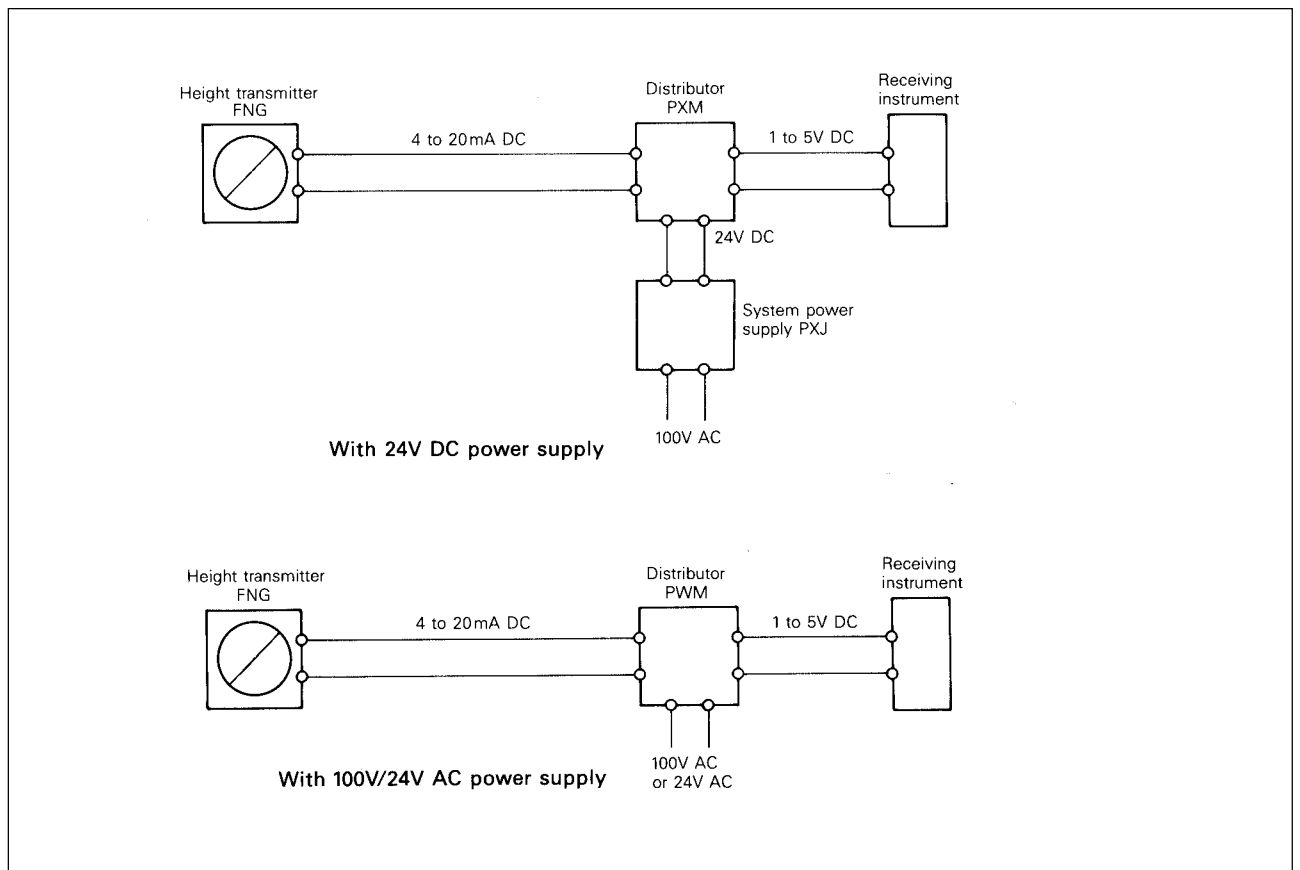 Height transmitter
FNG
4 to 20mA DC
Distributor
PXM
1 to 5V DC
Receiving
instrument
24V DC
System power
supply PXJ
100V AC
With 24V DC power supply
Height transmitter
FNG
4 to 20mA DC
Distributor
PWM
1 to 5V DC
Receiving
instrument
100V AC
or 24V AC
With 100V/24V AC power supply